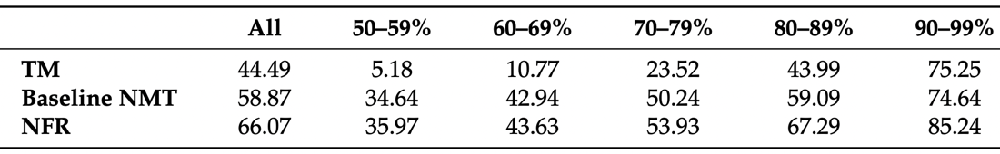 All 50–59% 60–69% 70–79% 80–89% 90–99%
TM 44.49 5.18 10.77 23.52 43.99 75.25
Baseline NMT 58.87 34.64 42.94 50.24 59.09 74.64
NFR 66.07 35.97 43.63 53.93 67.29 85.24